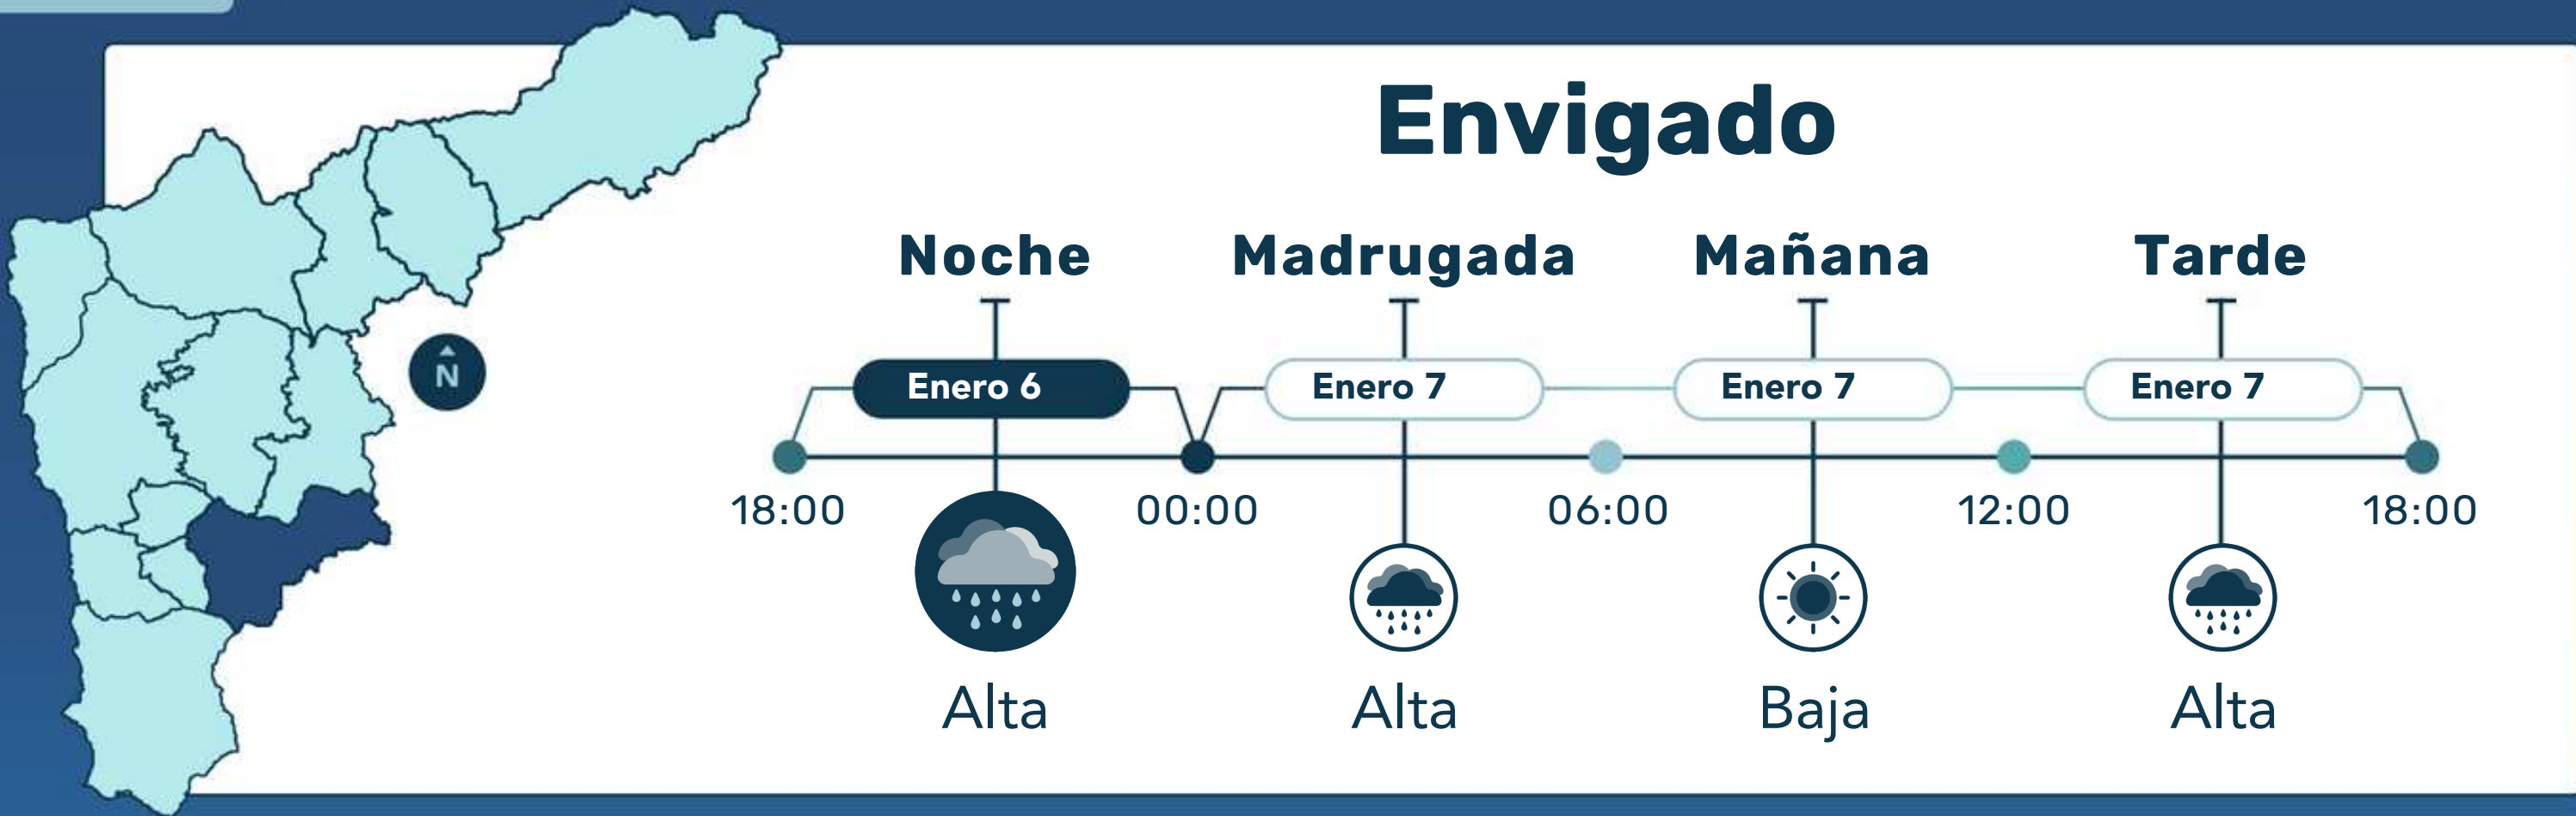 Envigado
Noche Madrugada Mañana Tarde
Enero 6 Enero 7 Enero 7 Enero 7
N
18:00 00:00 06:00 12:00 18:00
Alta Alta Baja Alta